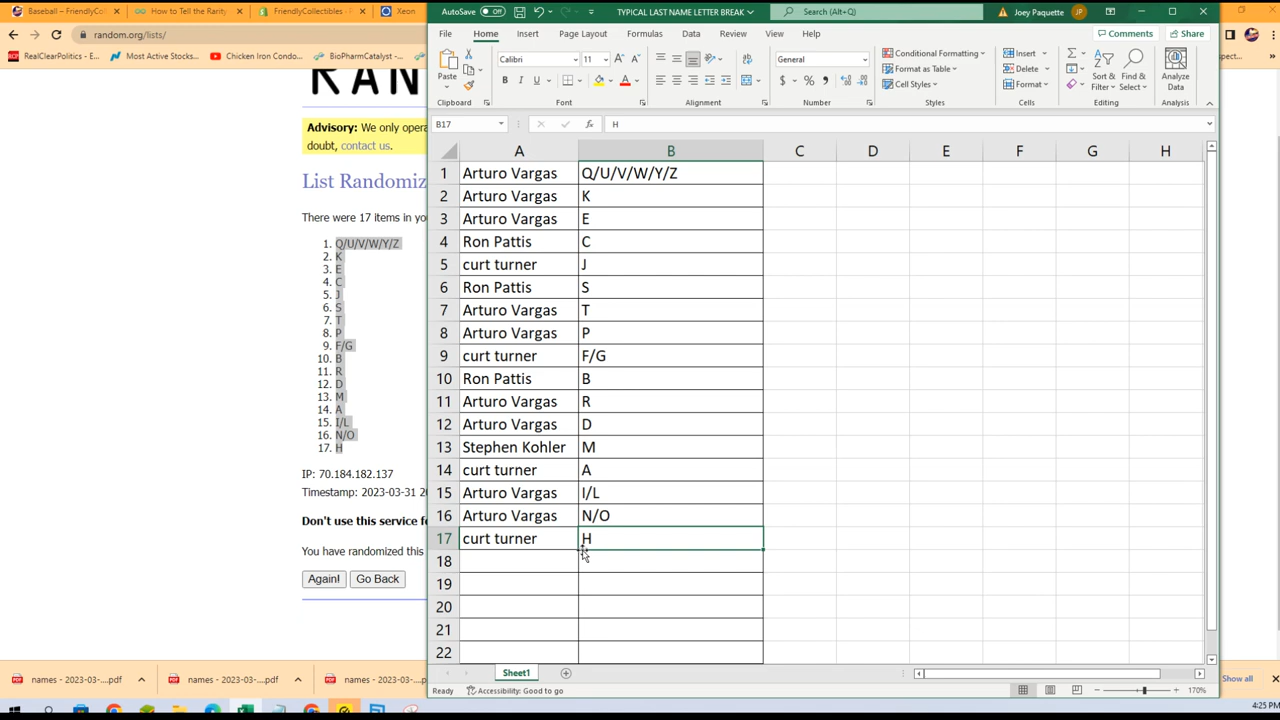 Baseball – FriendlyCollectibles
How to Tell the Rarity
FriendlyCollectibles – FriendlyC
Xeon
random.org/lists/
RealClearPolitics - E...
Most Active Stocks...
Chicken Iron Condo...
BioPharmCatalyst -...
RAN
Advisory: We only opera
doubt, contact us.
List Randomiz
There were 17 items in you
1. Q/U/V/W/Y/Z
2. K
3. E
4. C
5. J
6. S
7. T
8. P
9. F/G
10. B
11. R
12. D
13. M
14. A
15. I/L
16. N/O
17. H
IP: 70.184.182.137
Timestamp: 2023-03-31 20
Don't use this service fo
You have randomized this
Again! Go Back
AutoSave Off TYPICAL LAST NAME LETTER BREAK Search (Alt+Q) Joey Paquette JP
File Home Insert Draw Page Layout Formulas Data Review View Help Comments Share
Paste
Calibri 11
B I U
General
$ % ,
Conditional Formatting
Format as Table
Cell Styles
Insert
Delete
Format
Sort & Filter
Find & Select
Analyze Data
Clipboard Font Alignment Number Styles Cells Editing Analysis
B17 fx H
A B C D E F G H
1 Arturo Vargas Q/U/V/W/Y/Z
2 Arturo Vargas K
3 Arturo Vargas E
4 Ron Pattis C
5 curt turner J
6 Ron Pattis S
7 Arturo Vargas T
8 Arturo Vargas P
9 curt turner F/G
10 Ron Pattis B
11 Arturo Vargas R
12 Arturo Vargas D
13 Stephen Kohler M
14 curt turner A
15 Arturo Vargas I/L
16 Arturo Vargas N/O
17 curt turner H
18
19
20
21
22
Sheet1
Ready Accessibility: Good to go 170%
names - 2023-03-....pdf
names - 2023-03-....pdf
names - 2023-03-...
Show all
spect...
4:25 PM